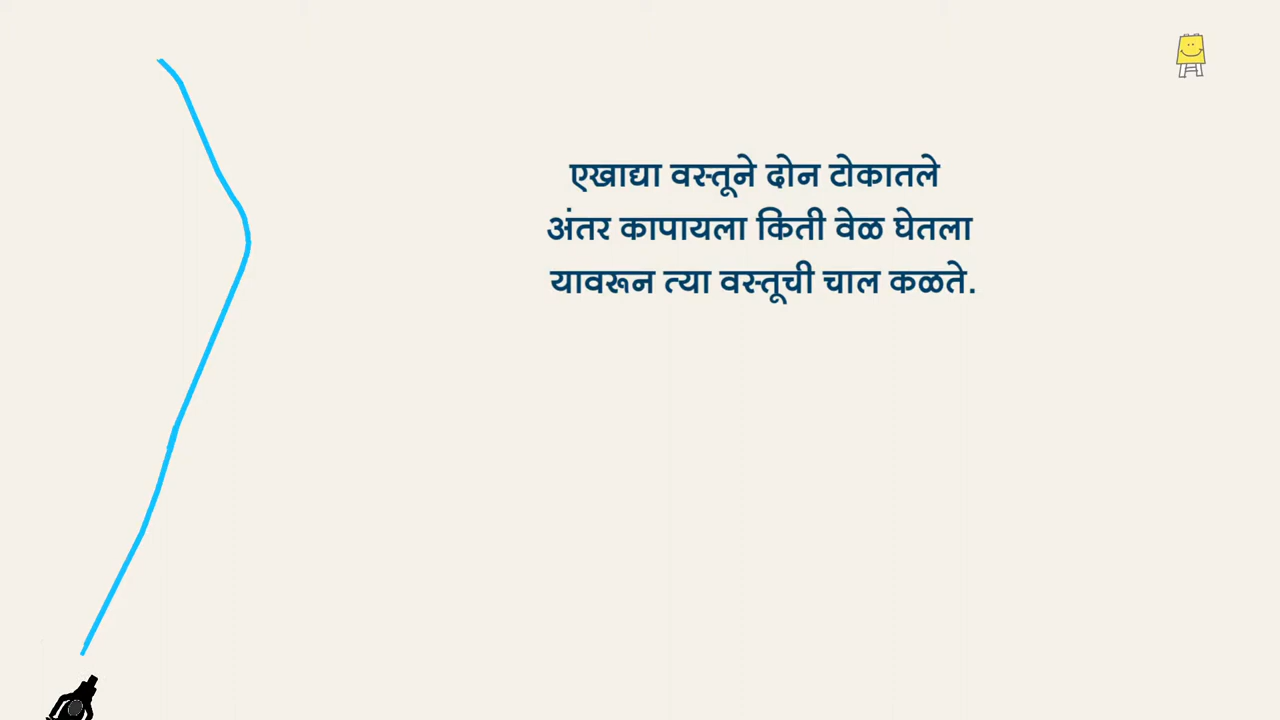 एखाद्या वस्तूने दोन टोकातले
अंतर कापायला किती वेळ घेतला
यावरून त्या वस्तूची चाल कळते.